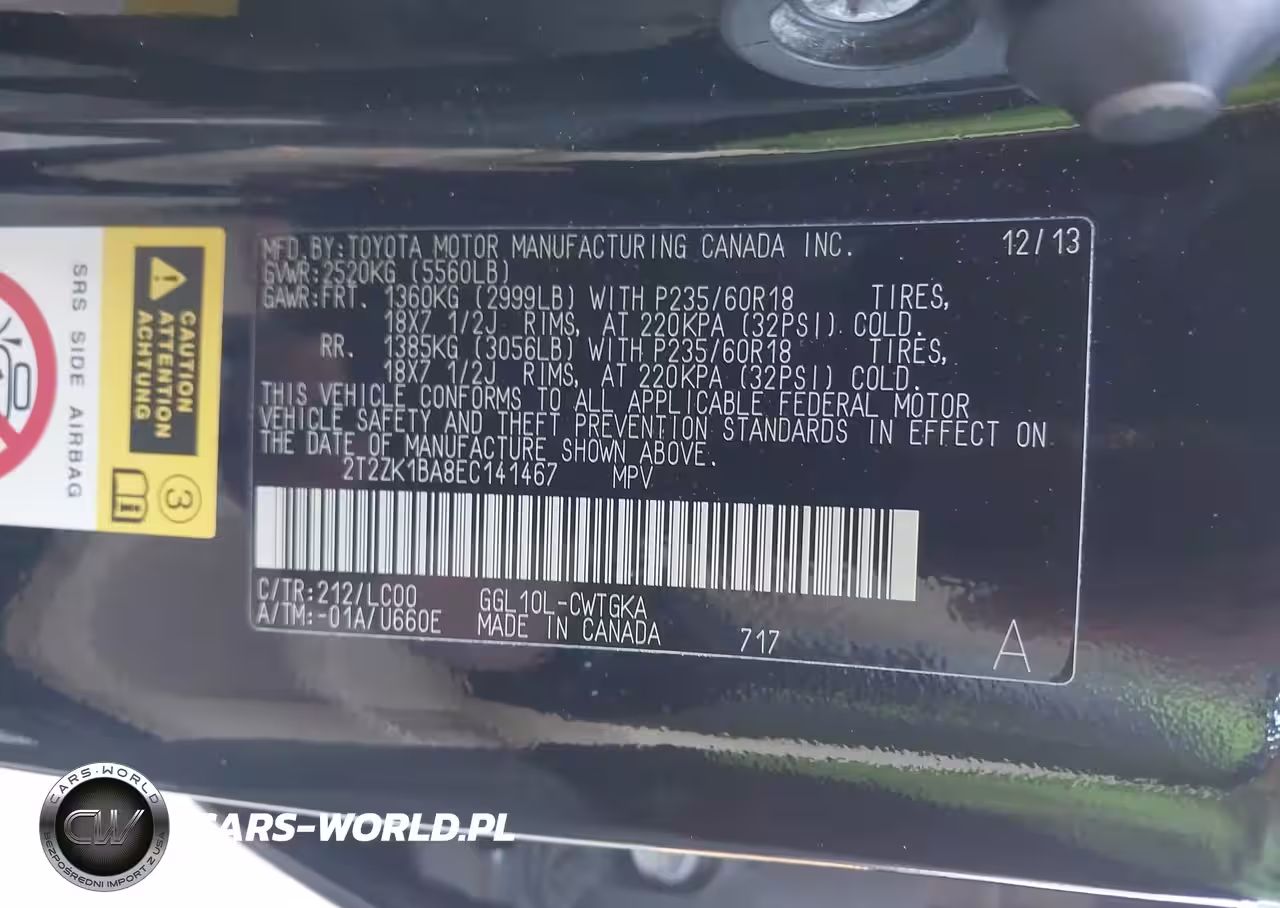 MFD.BY:TOYOTA MOTOR MANUFACTURING CANADA INC. 12/13
GVWR:2520KG (5560LB)
GAWR:FRT. 1360KG (2999LB) WITH P235/60R18 TIRES,
18X7 1/2J RIMS, AT 220KPA (32PSI) COLD.
RR. 1385KG (3056LB) WITH P235/60R18 TIRES,
18X7 1/2J RIMS, AT 220KPA (32PSI) COLD.
THIS VEHICLE CONFORMS TO ALL APPLICABLE FEDERAL MOTOR
VEHICLE SAFETY AND THEFT PREVENTION STANDARDS IN EFFECT ON
THE DATE OF MANUFACTURE SHOWN ABOVE.
2T2ZK1BA8EC141467 MPV
C/TR:212/LC00 GGL10L-CWTGKA
A/TM:-01A/U660E MADE IN CANADA 717 A
CAUTION
ATTENTION
ACHTUNG
3
SRS SIDE AIRBAG
CARS-WORLD
CW
BEZPOŚREDNI IMPORT Z USA
CARS-WORLD.PL